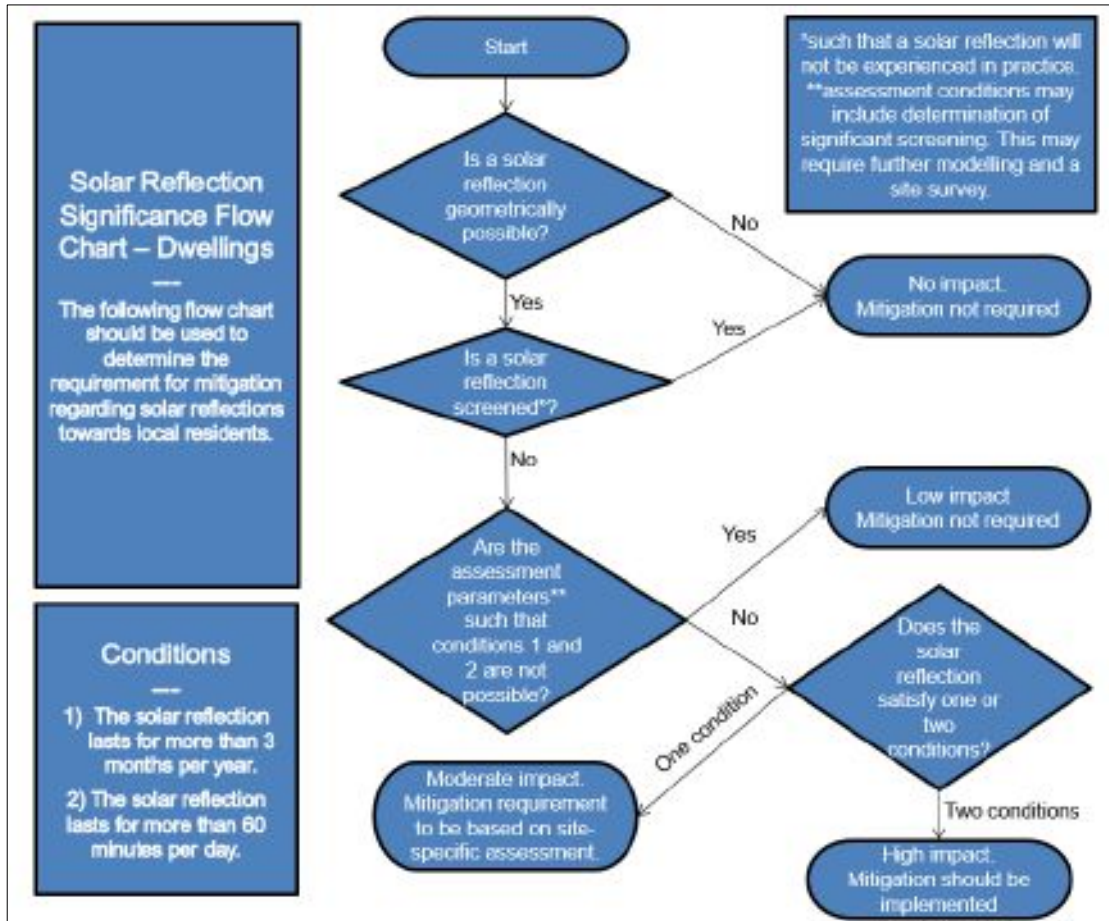 Solar Reflection
Significance Flow
Chart – Dwellings
---
The following flow chart
should be used to
determine the
requirement for mitigation
regarding solar reflections
towards local residents.
Conditions
---
1) The solar reflection
lasts for more than 3
months per year.
2) The solar reflection
lasts for more than 60
minutes per day.
Start
*such that a solar reflection will
not be experienced in practice.
**assessment conditions may
include determination of
significant screening. This may
require further modelling and a
site survey.
Is a solar
reflection
geometrically
possible?
No
No impact.
Mitigation not required
Yes
Yes
Is a solar
reflection
screened*?
No
Low impact
Mitigation not required
Yes
Are the
assessment
parameters**
such that
conditions 1 and
2 are not
possible?
No
Does the
solar
reflection
satisfy one or
two
conditions?
One condition
Moderate impact.
Mitigation requirement
to be based on site-
specific assessment.
Two conditions
High impact.
Mitigation should be
implemented